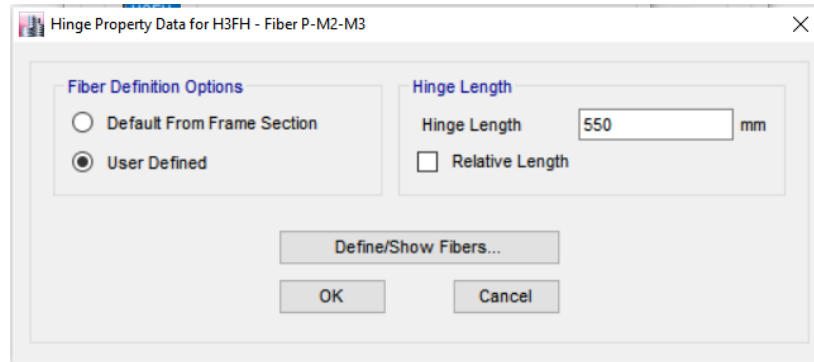 Hinge Property Data for H3FH - Fiber P-M2-M3
Fiber Definition Options
Default From Frame Section
User Defined
Hinge Length
Hinge Length 550 mm
Relative Length
Define/Show Fibers...
OK Cancel